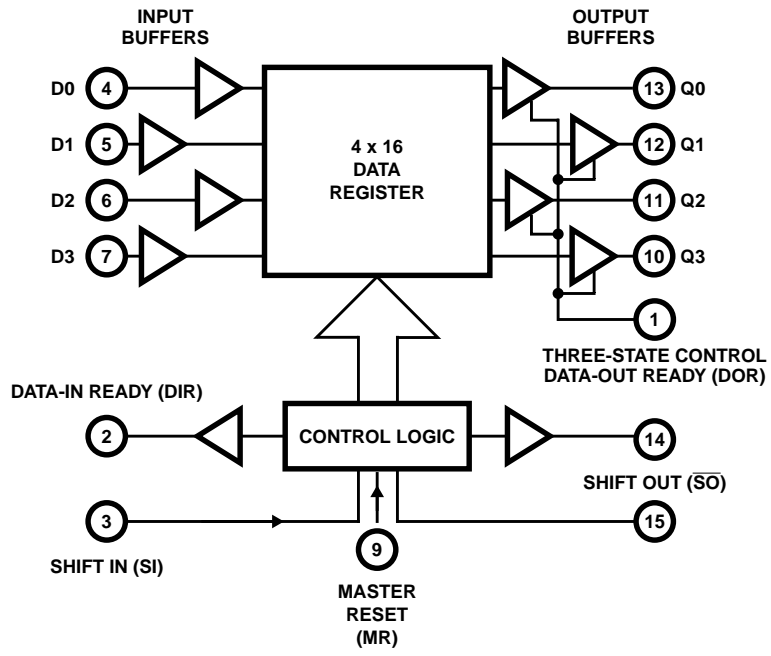 INPUT
BUFFERS
OUTPUT
BUFFERS
D0 4
13 Q0
D1 5
12 Q1
D2 6
11 Q2
D3 7
10 Q3
4 x 16
DATA
REGISTER
1
THREE-STATE CONTROL
DATA-OUT READY (DOR)
DATA-IN READY (DIR)
2
CONTROL LOGIC
14
SHIFT OUT (S̅O̅)
3
15
SHIFT IN (SI)
9
MASTER
RESET
(MR)